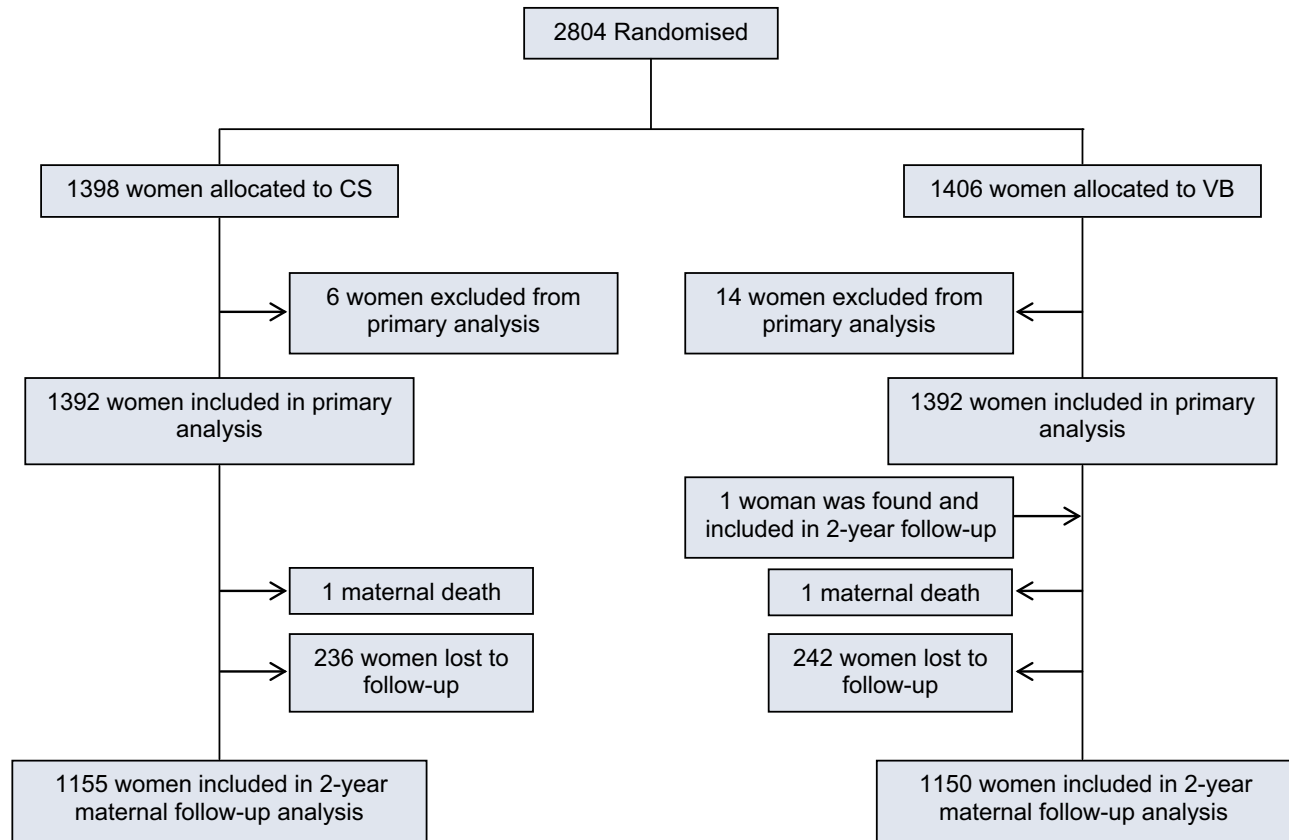 2804 Randomised
1398 women allocated to CS
1406 women allocated to VB
6 women excluded from
primary analysis
14 women excluded from
primary analysis
1392 women included in primary
analysis
1392 women included in primary
analysis
1 woman was found and
included in 2-year follow-up
1 maternal death
1 maternal death
236 women lost to
follow-up
242 women lost to
follow-up
1155 women included in 2-year
maternal follow-up analysis
1150 women included in 2-year
maternal follow-up analysis